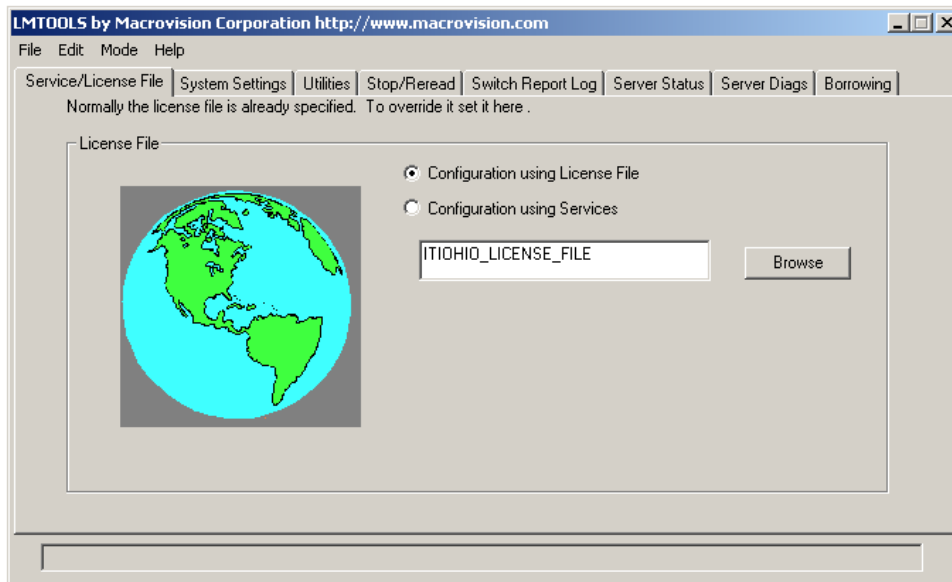 LMTOOLS by Macrovision Corporation http://www.macrovision.com
File Edit Mode Help
Service/License File System Settings Utilities Stop/Reread Switch Report Log Server Status Server Diags Borrowing
Normally the license file is already specified. To override it set it here .
License File
Configuration using License File
Configuration using Services
ITIOHIO_LICENSE_FILE
Browse